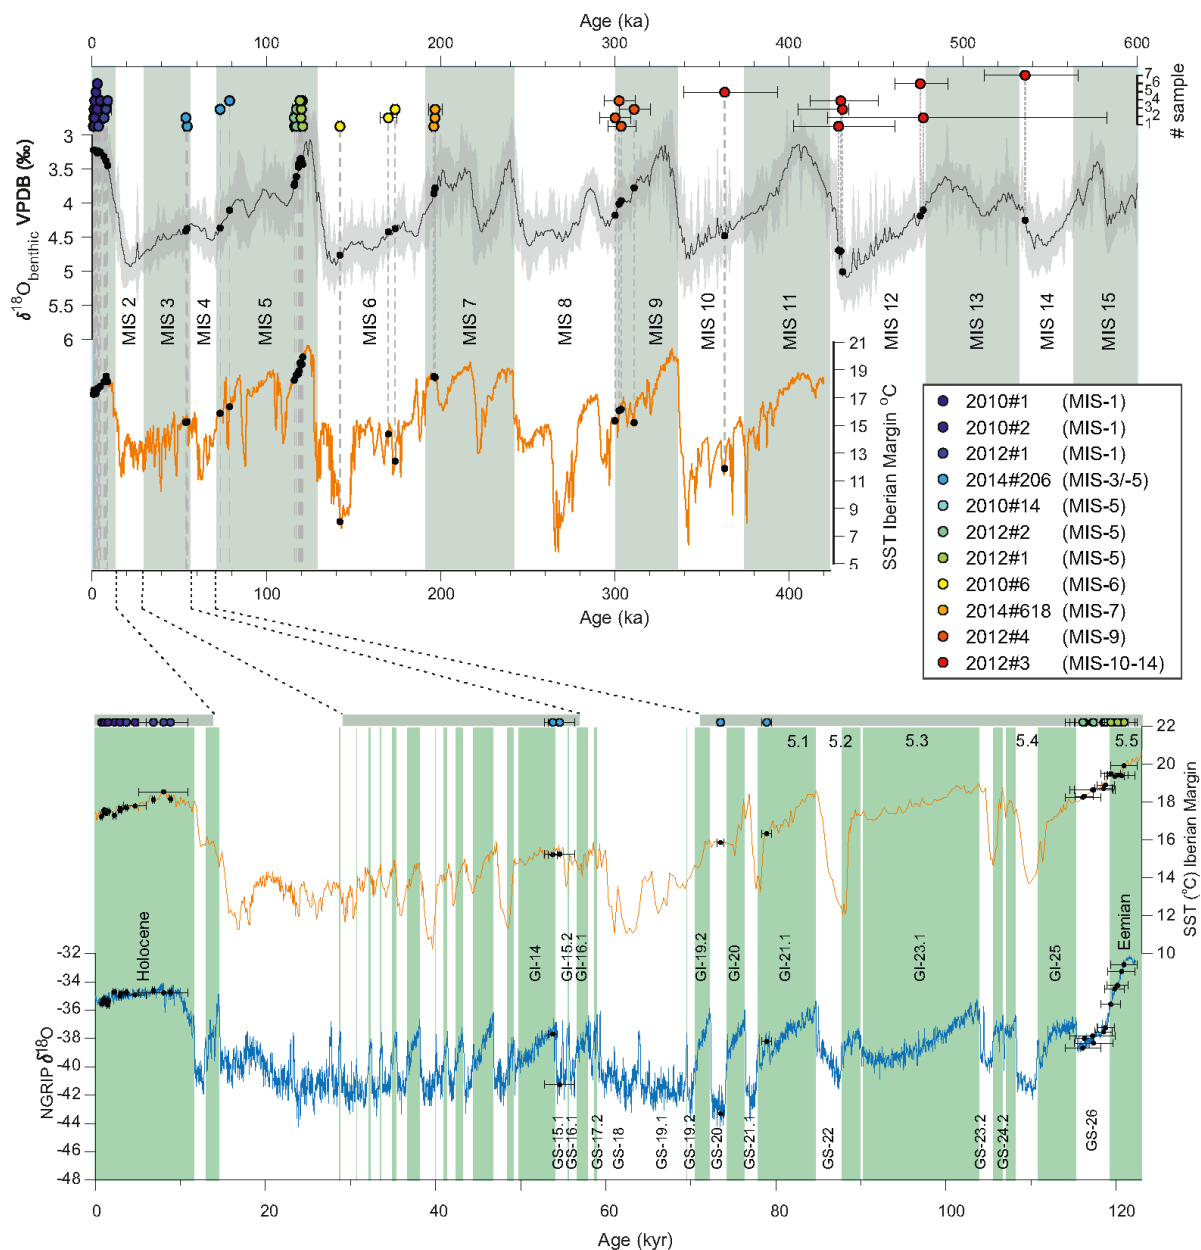 Age (ka)
0 100 200 300 400 500 600
7
6
5
4
3
2
1
# sample
3
3.5
4
4.5
5
5.5
6
δ18Obenthic VPDB (‰)
MIS 2
MIS 3
MIS 4
MIS 5
MIS 6
MIS 7
MIS 8
MIS 9
MIS 10
MIS 11
MIS 12
MIS 13
MIS 14
MIS 15
21
19
17
15
13
11
9
7
5
SST Iberian Margin °C
0 100 200 300 400
Age (ka)
2010#1 (MIS-1)
2010#2 (MIS-1)
2012#1 (MIS-1)
2014#206 (MIS-3/-5)
2010#14 (MIS-5)
2012#2 (MIS-5)
2012#1 (MIS-5)
2010#6 (MIS-6)
2014#618 (MIS-7)
2012#4 (MIS-9)
2012#3 (MIS-10-14)
5.1 5.2 5.3 5.4 5.5
22
20
18
16
14
12
10
SST (°C) Iberian Margin
Holocene
GI-14
GI-15.2
GI-16.1
GI-19.2
GI-20
GI-21.1
GI-23.1
GI-25
Eemian
-32
-34
-36
-38
-40
-42
-44
-46
-48
NGRIP δ18O
GS-15.1
GS-16.1
GS-17.2
GS-18
GS-19.1
GS-19.2
GS-20
GS-21.1
GS-22
GS-23.2
GS-24.2
GS-26
0 20 40 60 80 100 120
Age (kyr)